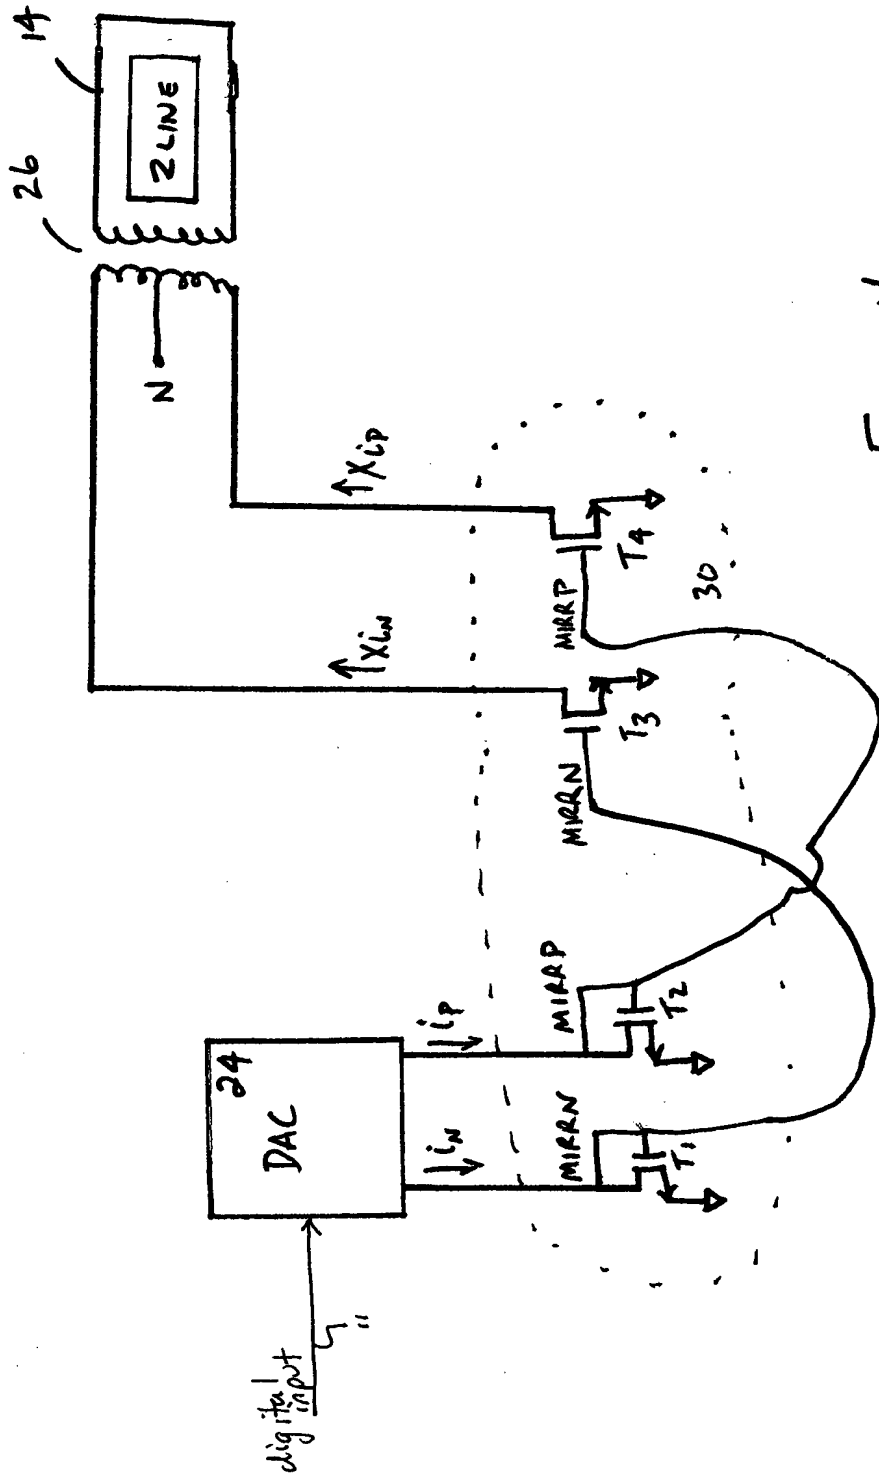 14
26
Z LINE
N
XiP
XiN
24
DAC
iP
iN
digital
input
11
MIRRN
MIRRP
MIRRN
MIRRP
T1
T2
T3
T4
30